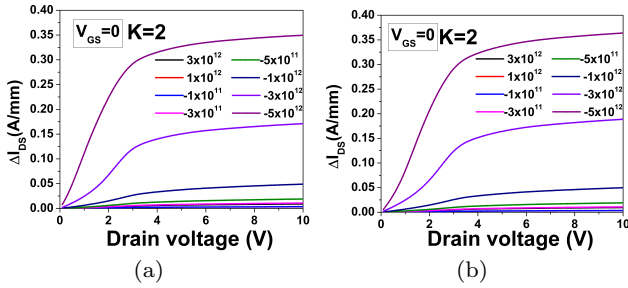 0.40
0.35
0.30
0.25
0.20
0.15
0.10
0.05
0.00
ΔI_DS(A/mm)
V_GS=0 K=2
3x10^12 -5x10^11
1x10^12 -1x10^12
-1x10^11 -3x10^12
-3x10^11 -5x10^12
0 2 4 6 8 10
Drain voltage (V)
(a)
0.40
0.35
0.30
0.25
0.20
0.15
0.10
0.05
0.00
ΔI_DS(A/mm)
V_GS=0 K=2
3x10^12 -5x10^11
1x10^12 -1x10^12
-1x10^11 -3x10^12
-3x10^11 -5x10^12
0 2 4 6 8 10
Drain voltage (V)
(b)